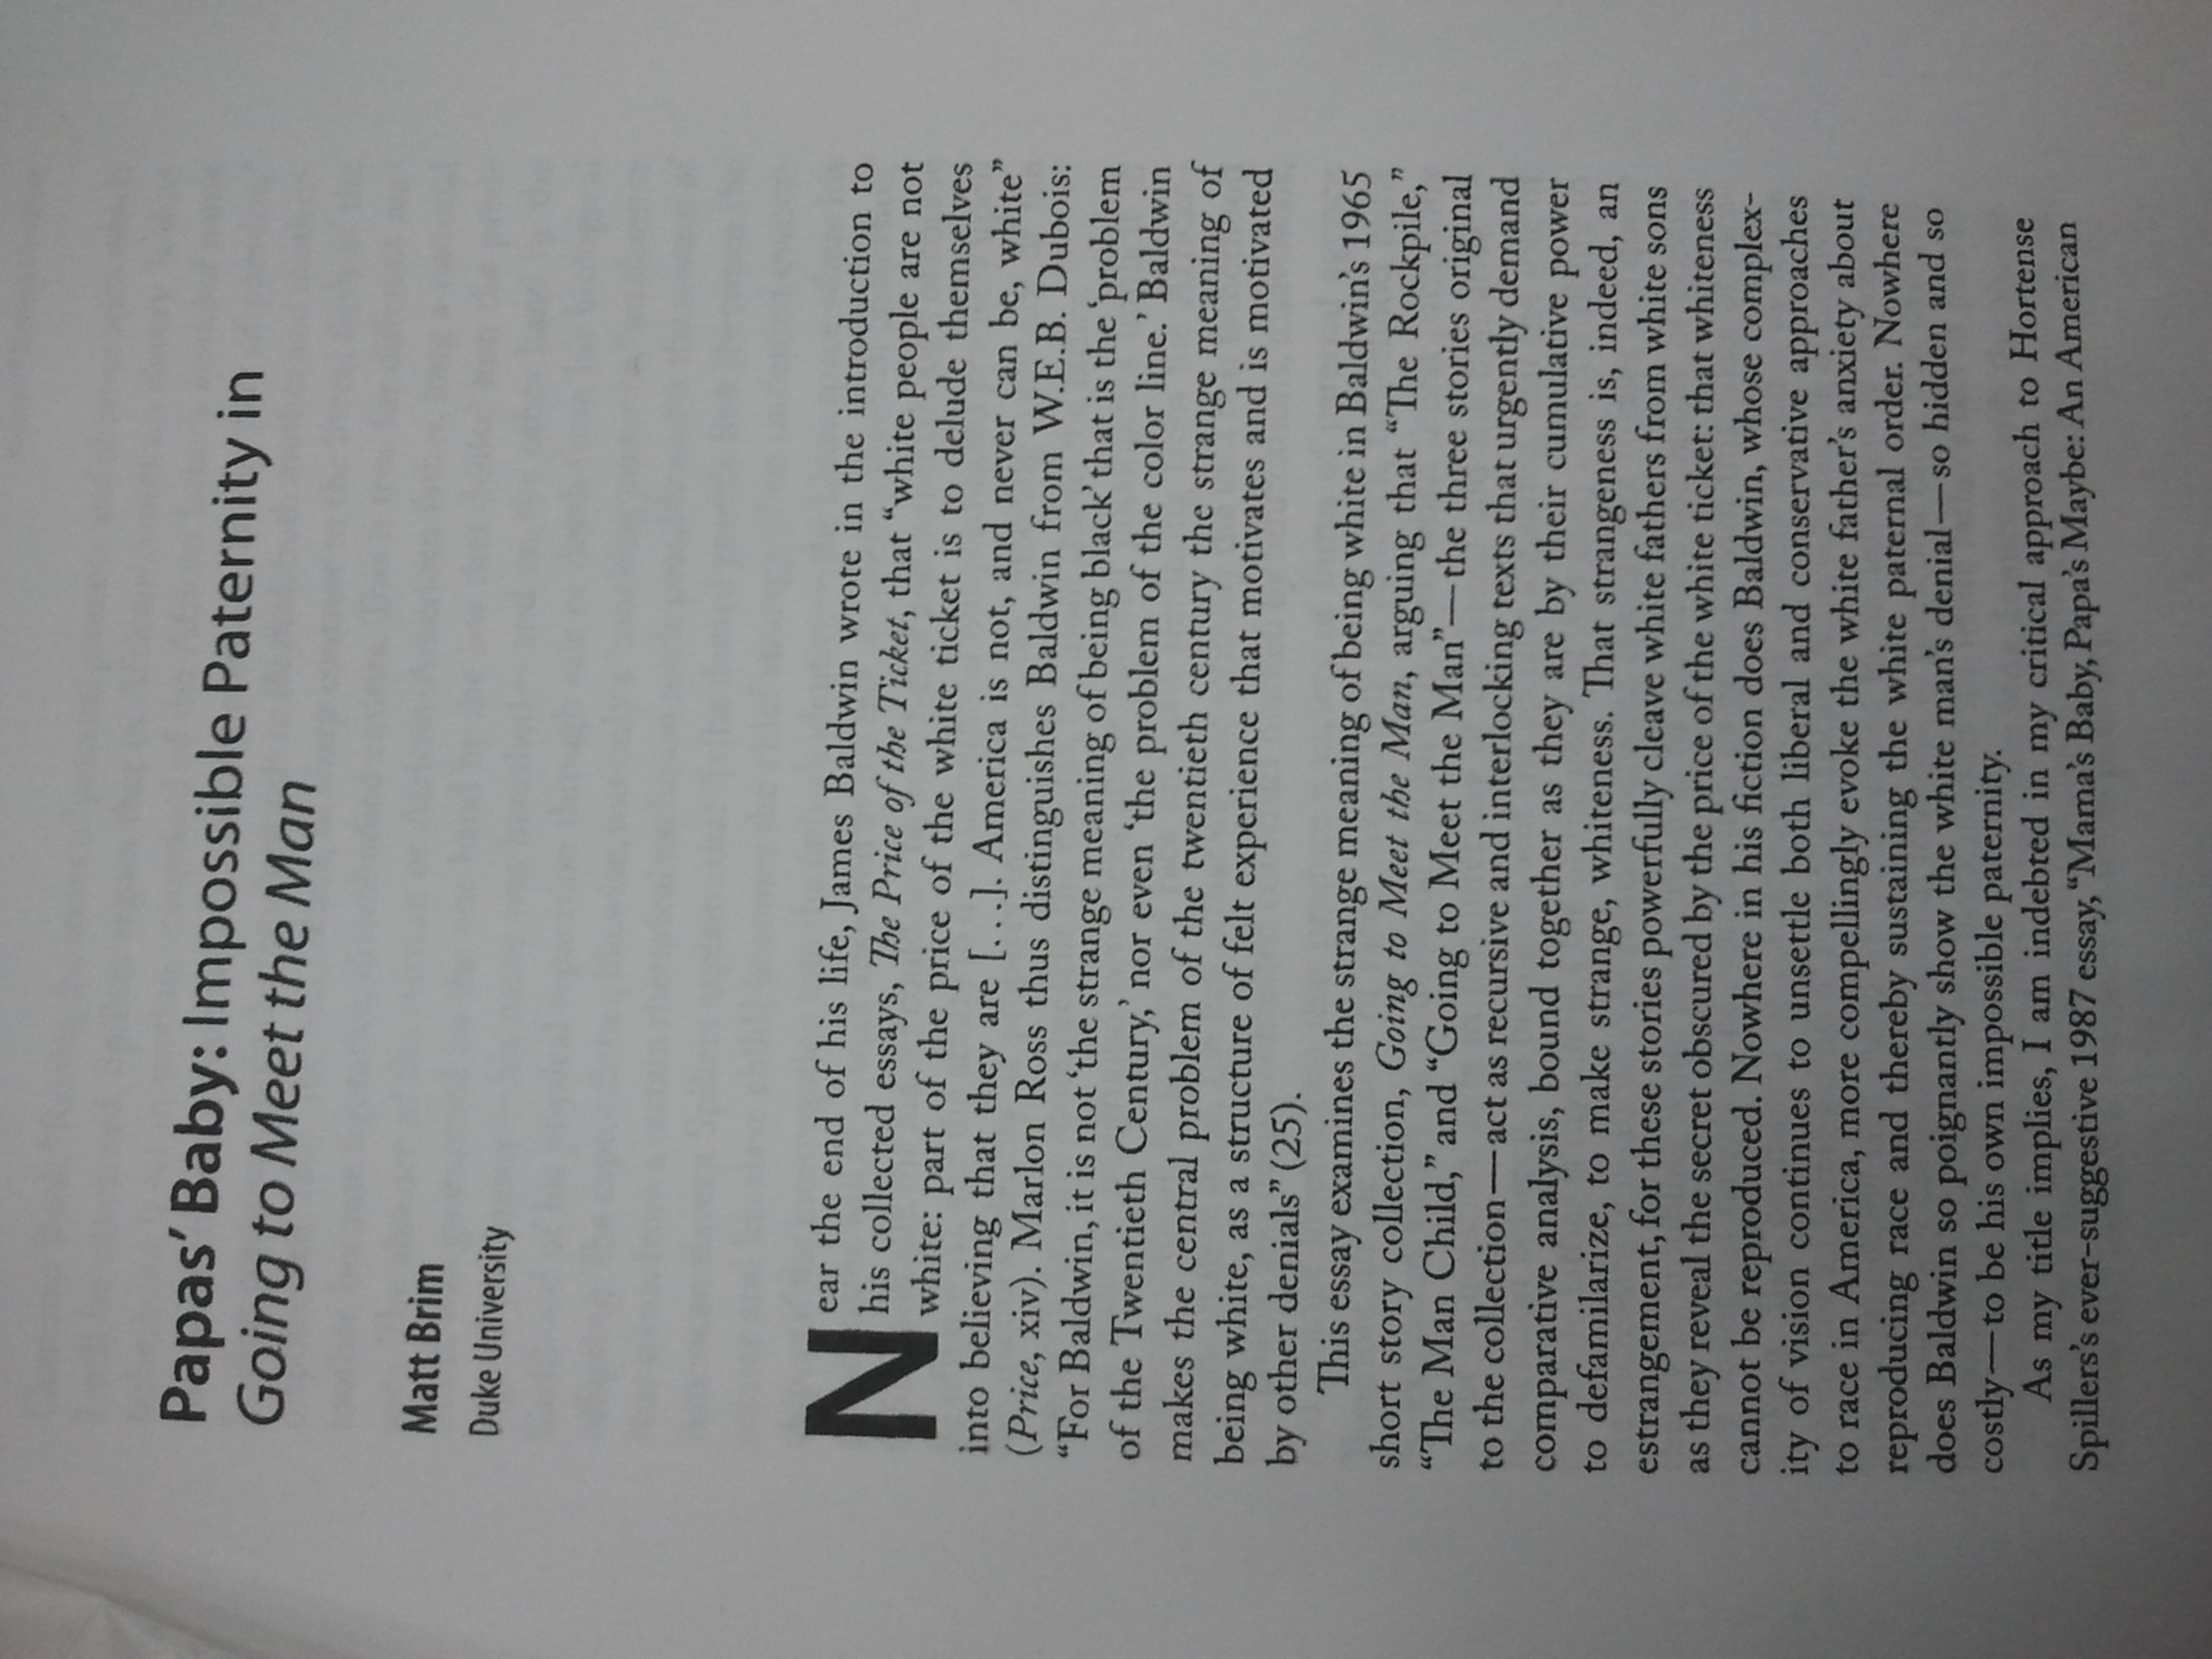 Papas' Baby: Impossible Paternity in
Going to Meet the Man
Matt Brim
Duke University
Near the end of his life, James Baldwin wrote in the introduction to
his collected essays, The Price of the Ticket, that “white people are not
white: part of the price of the white ticket is to delude themselves
into believing that they are [...]. America is not, and never can be, white”
(Price, xiv). Marlon Ross thus distinguishes Baldwin from W.E.B. Dubois:
“For Baldwin, it is not ‘the strange meaning of being black’ that is the ‘problem
of the Twentieth Century,’ nor even ‘the problem of the color line.’ Baldwin
makes the central problem of the twentieth century the strange meaning of
being white, as a structure of felt experience that motivates and is motivated
by other denials” (25).
This essay examines the strange meaning of being white in Baldwin’s 1965
short story collection, Going to Meet the Man, arguing that “The Rockpile,”
“The Man Child,” and “Going to Meet the Man”—the three stories original
to the collection—act as recursive and interlocking texts that urgently demand
comparative analysis, bound together as they are by their cumulative power
to defamilarize, to make strange, whiteness. That strangeness is, indeed, an
estrangement, for these stories powerfully cleave white fathers from white sons
as they reveal the secret obscured by the price of the white ticket: that whiteness
cannot be reproduced. Nowhere in his fiction does Baldwin, whose complex-
ity of vision continues to unsettle both liberal and conservative approaches
to race in America, more compellingly evoke the white father’s anxiety about
reproducing race and thereby sustaining the white paternal order. Nowhere
does Baldwin so poignantly show the white man’s denial—so hidden and so
costly—to be his own impossible paternity.
As my title implies, I am indebted in my critical approach to Hortense
Spillers’s ever-suggestive 1987 essay, “Mama’s Baby, Papa’s Maybe: An American